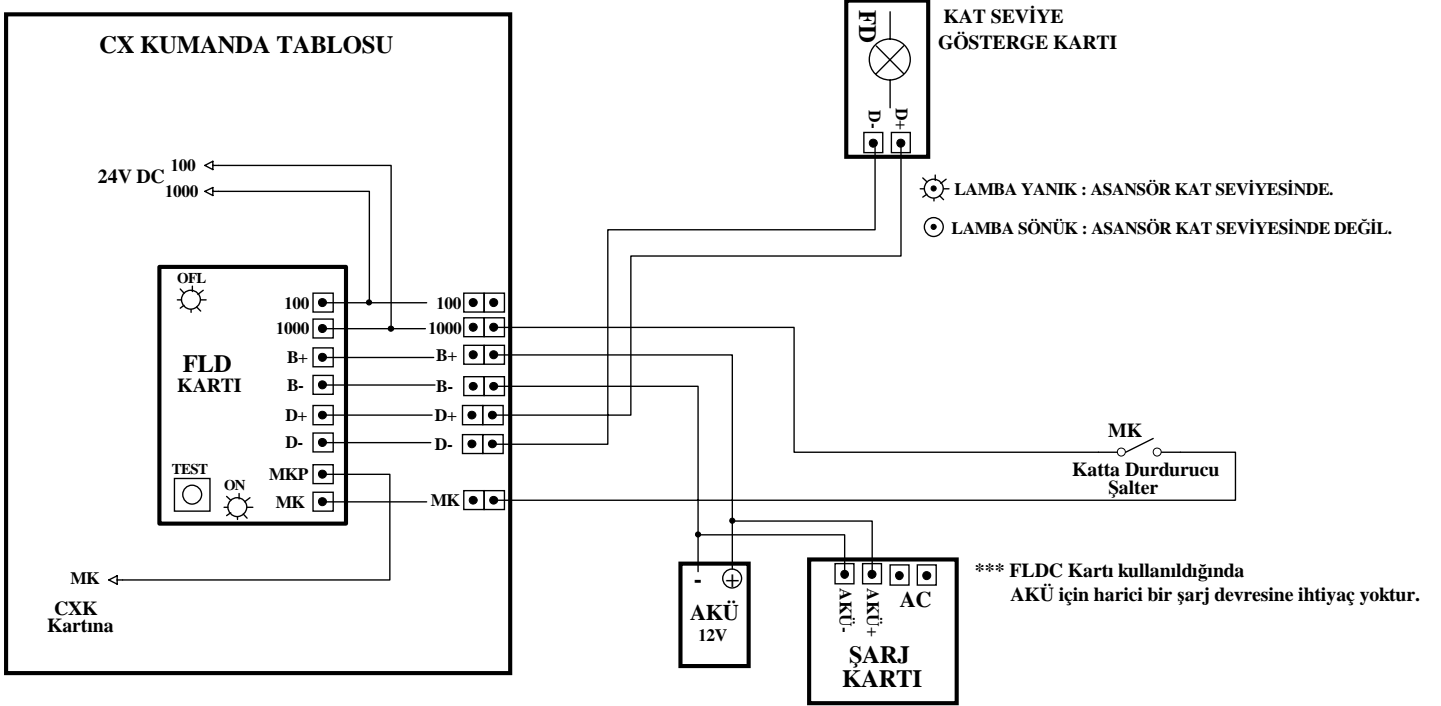 CX KUMANDA TABLOSU
24V DC
100
1000
OFL
FLD
KARTI
TEST
ON
100
1000
B+
B-
D+
D-
MKP
MK
100
1000
B+
B-
D+
D-
MK
MK
CXK
Kartına
FD
D-
D+
KAT SEVİYE
GÖSTERGE KARTI
LAMBA YANIK : ASANSÖR KAT SEVİYESİNDE.
LAMBA SÖNÜK : ASANSÖR KAT SEVİYESİNDE DEĞİL.
MK
Katta Durdurucu
Şalter
- +
AKÜ
12V
AKÜ-
AKÜ+
AC
ŞARJ
KARTI
*** FLDC Kartı kullanıldığında
AKÜ için harici bir şarj devresine ihtiyaç yoktur.